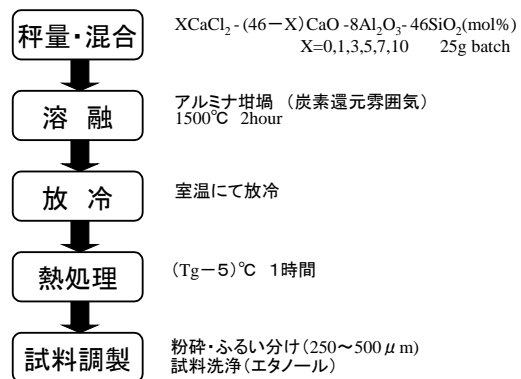 秤量・混合
XCaCl2-(46−X)CaO-8Al2O3-46SiO2(mol%)
X=0,1,3,5,7,10 25g batch
溶 融
アルミナ坩堝 （炭素還元雰囲気）
1500℃ 2hour
放 冷
室温にて放冷
熱処理
(Tg−5)℃ 1時間
試料調製
粉砕・ふるい分け(250〜500μm)
試料洗浄(エタノール)